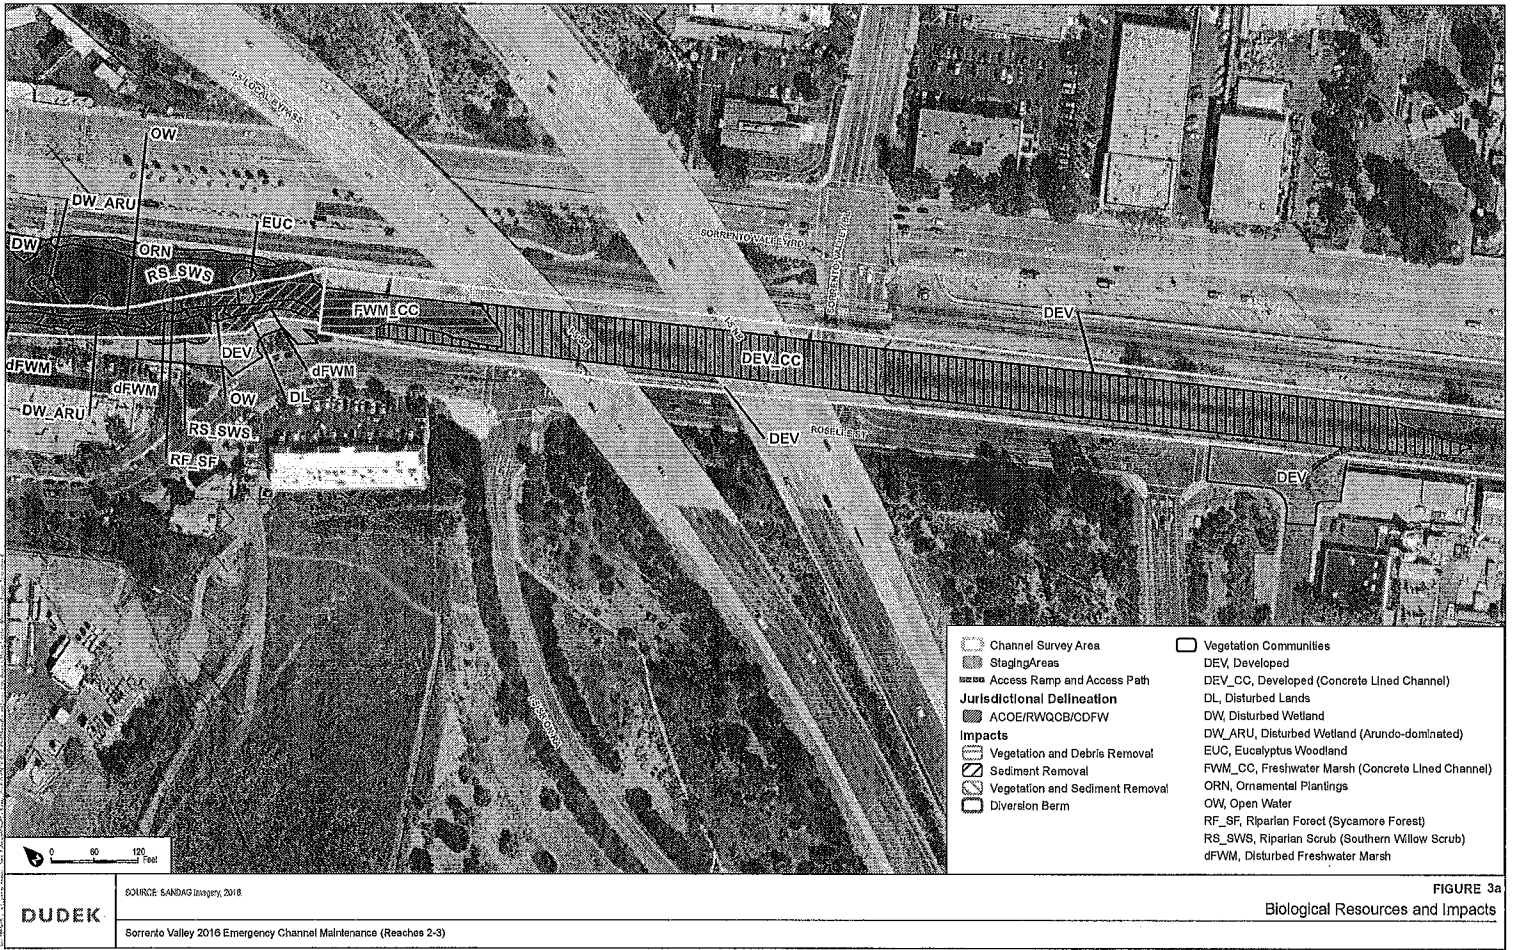 I-5 LOCAL BYPASS
OW
DW_ARU
EUC
DW
ORN
RS_SWS
SORRENTO VALLEY RD
FWM_CC
DEV
DEV_CC
DEV
dFWM
dFWM
dFWM
DL
OW
DW_ARU
RS_SWS
RF_SF
DEV
ROSELLE ST
DEV
Channel Survey Area
StagingAreas
Access Ramp and Access Path
Jurisdictional Delineation
ACOE/RWQCB/CDFW
Impacts
Vegetation and Debris Removal
Sediment Removal
Vegetation and Sediment Removal
Diversion Berm
Vegetation Communities
DEV, Developed
DEV_CC, Developed (Concrete Lined Channel)
DL, Disturbed Lands
DW, Disturbed Wetland
DW_ARU, Disturbed Wetland (Arundo-dominated)
EUC, Eucalyptus Woodland
FWM_CC, Freshwater Marsh (Concrete Lined Channel)
ORN, Ornamental Plantings
OW, Open Water
RF_SF, Riparian Forect (Sycamore Forest)
RS_SWS, Riparian Scrub (Southern Willow Scrub)
dFWM, Disturbed Freshwater Marsh
0 60 120
Feet
DUDEK
SOURCE: SANDAG Imagery, 2016.
Sorrento Valley 2016 Emergency Channel Maintenance (Reaches 2-3)
FIGURE 3a
Biological Resources and Impacts